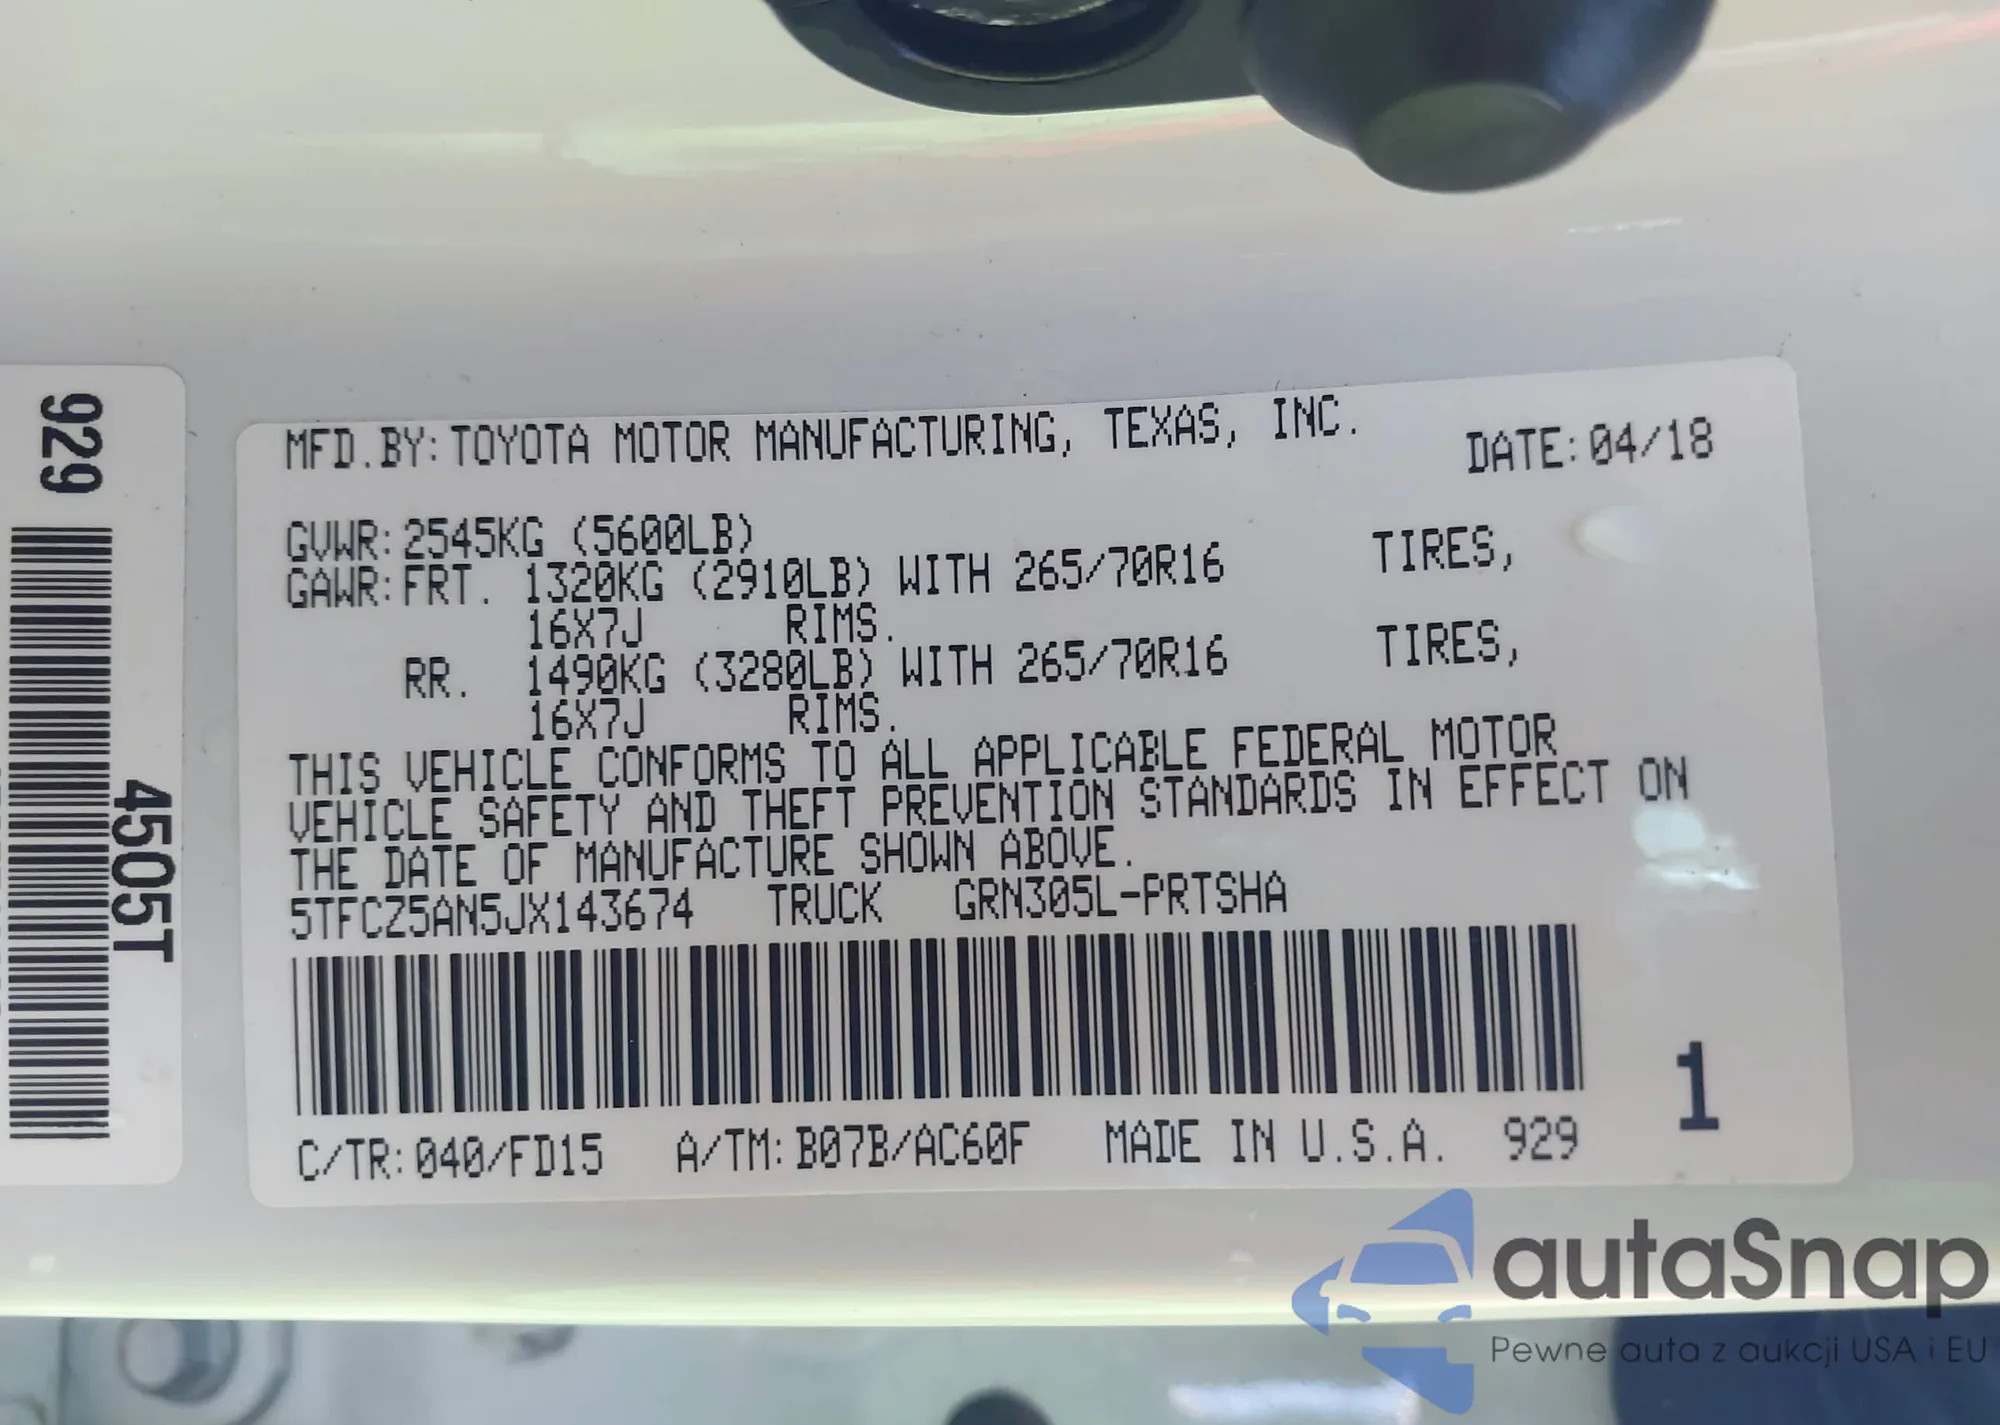 929
4505T
MFD.BY:TOYOTA MOTOR MANUFACTURING, TEXAS, INC. DATE:04/18
GVWR:2545KG (5600LB)
GAWR:FRT. 1320KG (2910LB) WITH 265/70R16 TIRES,
16X7J RIMS.
RR. 1490KG (3280LB) WITH 265/70R16 TIRES,
16X7J RIMS.
THIS VEHICLE CONFORMS TO ALL APPLICABLE FEDERAL MOTOR
VEHICLE SAFETY AND THEFT PREVENTION STANDARDS IN EFFECT ON
THE DATE OF MANUFACTURE SHOWN ABOVE.
5TFCZ5AN5JX143674 TRUCK GRN305L-PRTSHA
1
C/TR:040/FD15 A/TM:B07B/AC60F MADE IN U.S.A. 929
autaSnap
Pewne auta z aukcji USA i EU